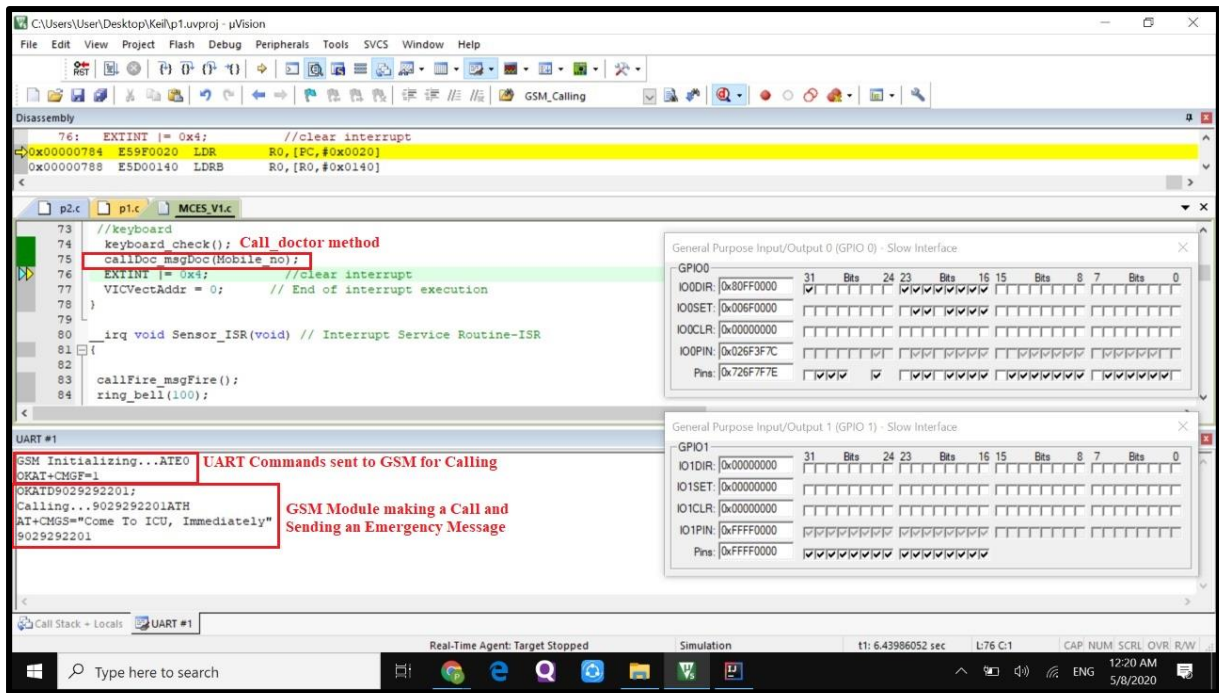 C:\Users\User\Desktop\Keil\p1.uvproj - µVision
File Edit View Project Flash Debug Peripherals Tools SVCS Window Help
RST
GSM_Calling
Disassembly
76: EXTINT |= 0x4; //clear interrupt
0x00000784 E59F0020 LDR R0,[PC,#0x0020]
0x00000788 E5D00140 LDRB R0,[R0,#0x0140]
p2.c p1.c MCES_V1.c
73 //keyboard
74 keyboard_check(); Call_doctor method
75 callDoc_msgDoc(Mobile_no);
76 EXTINT |= 0x4; //clear interrupt
77 VICVectAddr = 0; // End of interrupt execution
78 }
79
80 __irq void Sensor_ISR(void) // Interrupt Service Routine-ISR
81 {
82
83 callFire_msgFire();
84 ring_bell(100);
General Purpose Input/Output 0 (GPIO 0) - Slow Interface
GPIO0
31 Bits 24 23 Bits 16 15 Bits 8 7 Bits 0
IO0DIR: 0x80FF0000
IO0SET: 0x006F0000
IO0CLR: 0x00000000
IO0PIN: 0x026F3F7C
Pins: 0x726F7F7E
General Purpose Input/Output 1 (GPIO 1) - Slow Interface
GPIO1
31 Bits 24 23 Bits 16 15 Bits 8 7 Bits 0
IO1DIR: 0x00000000
IO1SET: 0x00000000
IO1CLR: 0x00000000
IO1PIN: 0xFFFF0000
Pins: 0xFFFF0000
UART #1
GSM Initializing...ATE0 UART Commands sent to GSM for Calling
OKAT+CMGF=1
OKATD9029292201;
Calling...9029292201ATH
AT+CMGS="Come To ICU, Immediately"
9029292201
GSM Module making a Call and
Sending an Emergency Message
Call Stack + Locals UART #1
Real-Time Agent: Target Stopped Simulation t1: 6.43986052 sec L:76 C:1 CAP NUM SCRL OVR R/W
Type here to search
ENG
12:20 AM
5/8/2020